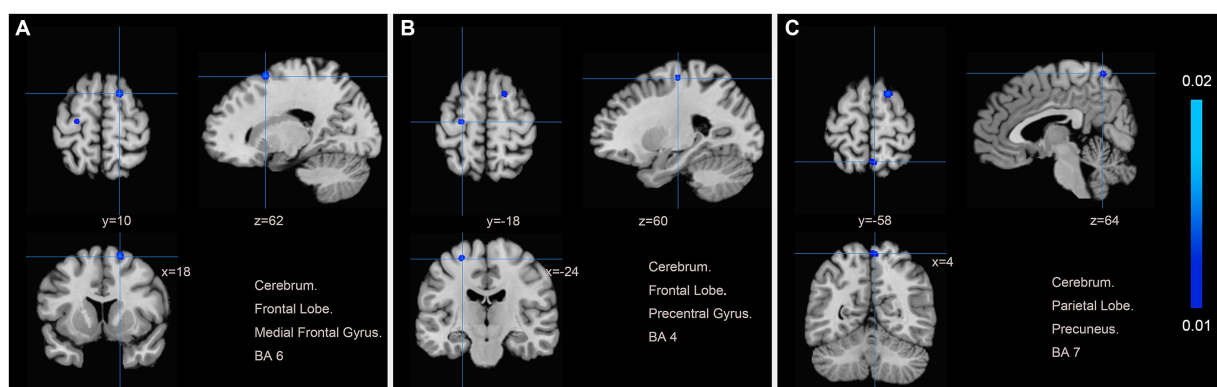 A
y=10
z=62
x=18
Cerebrum.
Frontal Lobe.
Medial Frontal Gyrus.
BA 6
B
y=-18
z=60
x=-24
Cerebrum.
Frontal Lobe.
Precentral Gyrus.
BA 4
C
y=-58
z=64
x=4
Cerebrum.
Parietal Lobe.
Precuneus.
BA 7
0.02
0.01